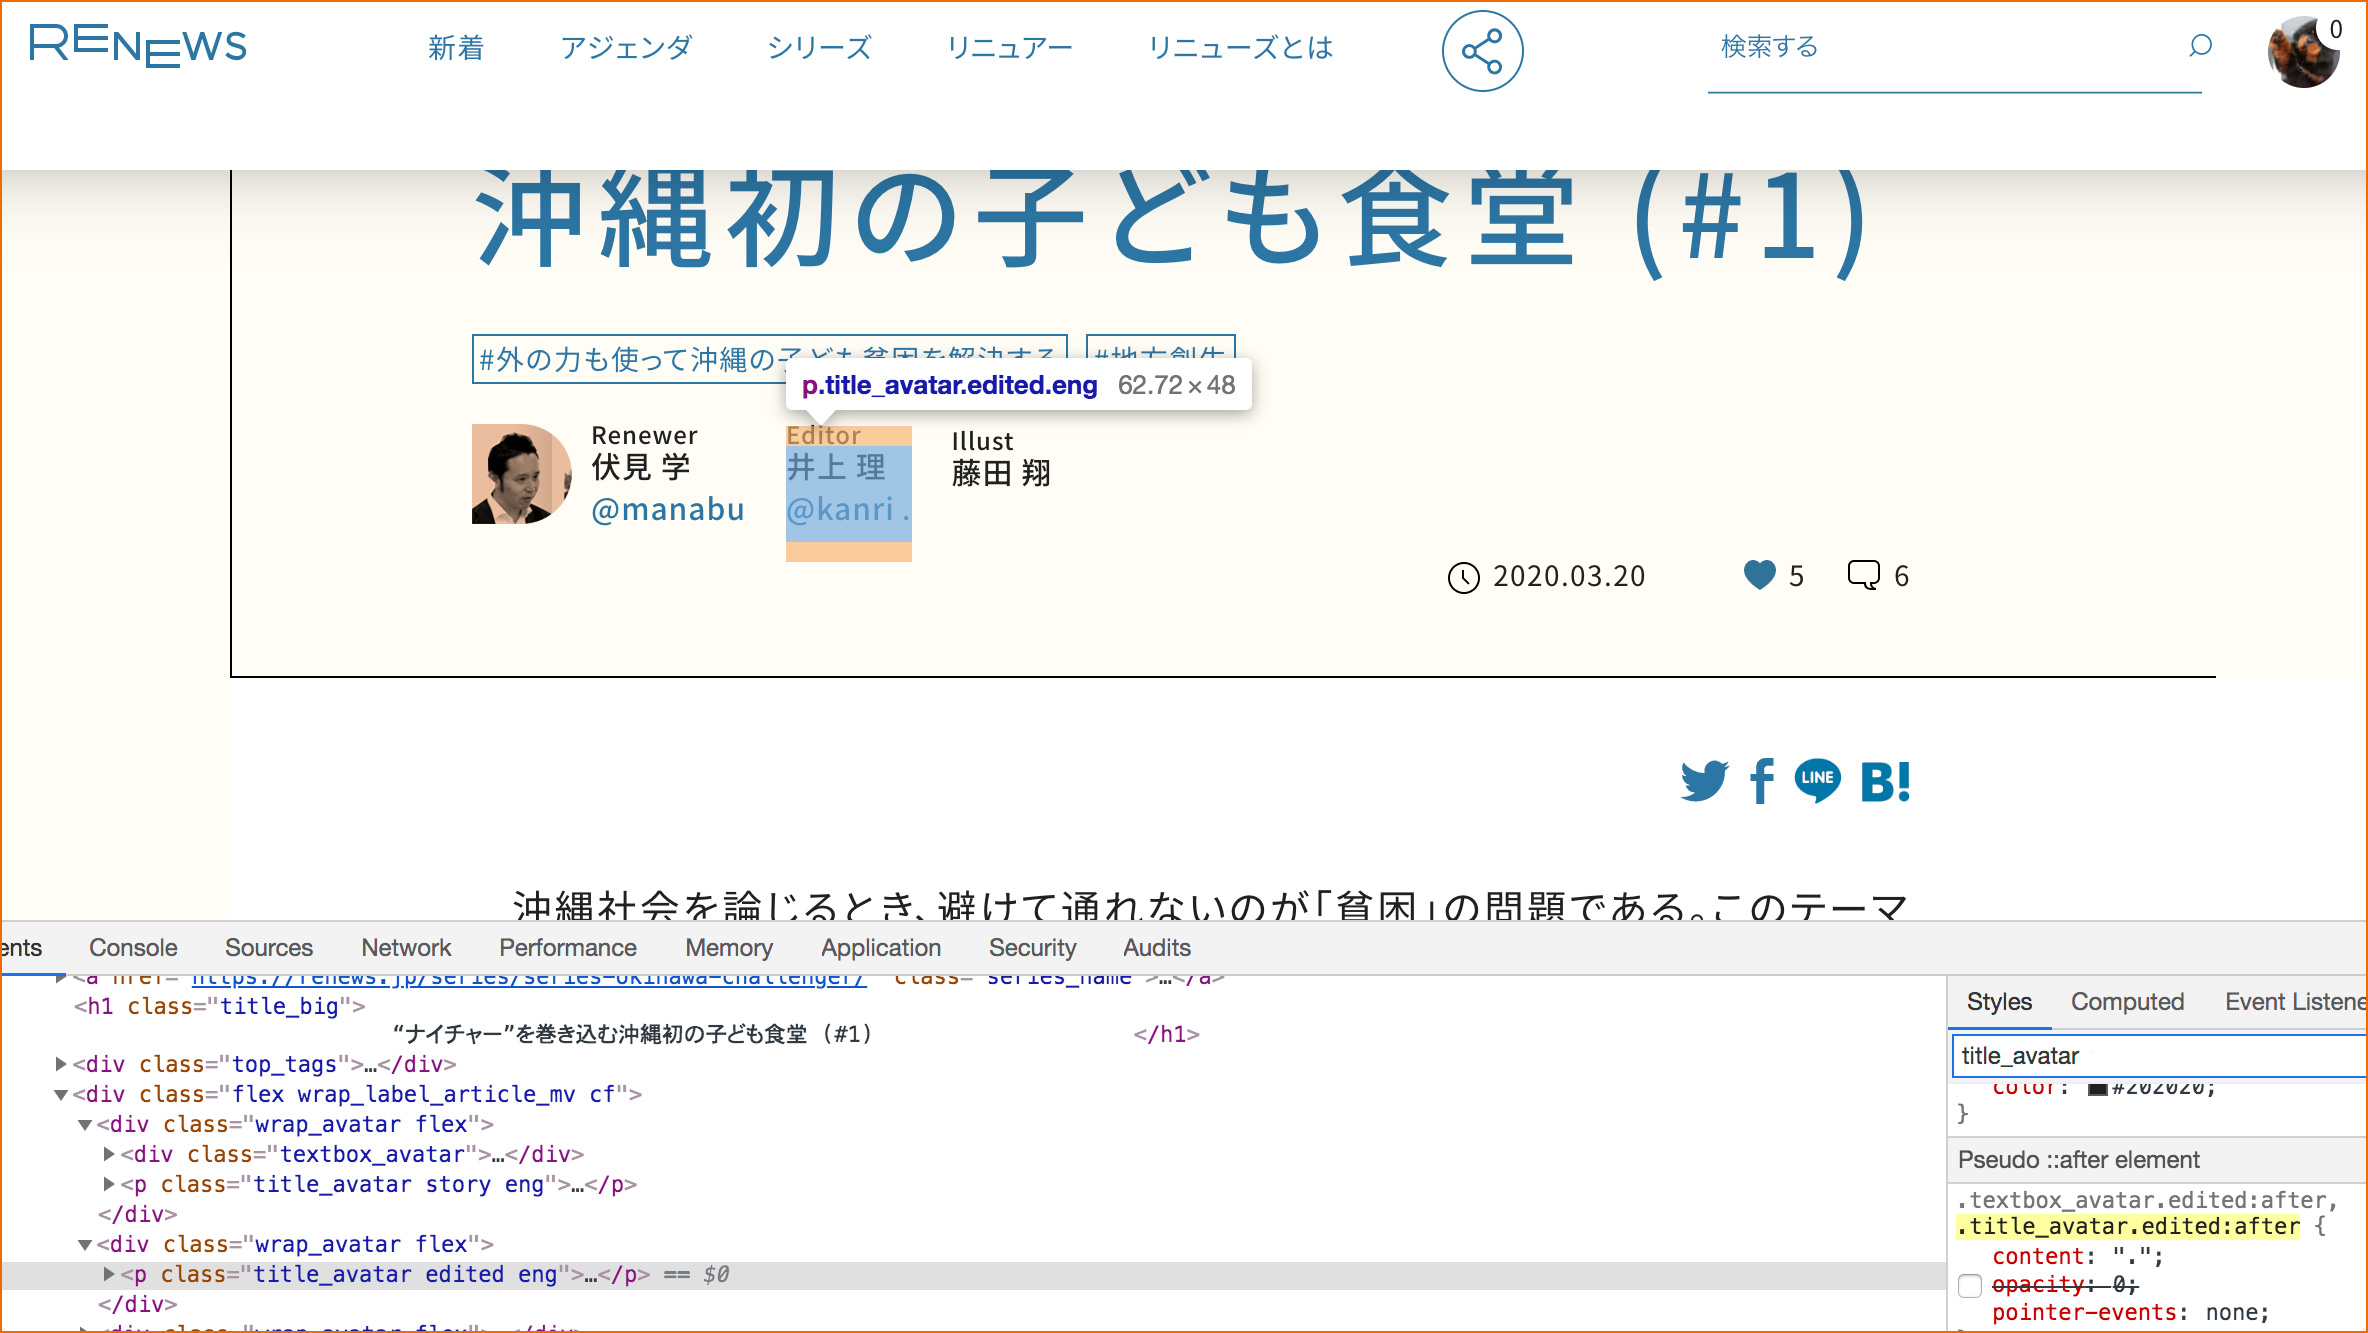 RENEWS
新着 アジェンダ シリーズ リニュアー リニューズとは
検索する
0
沖縄初の子ども食堂 (#1)
#外の力も使って沖縄の子ども貧困を解決する #地方創生
p.title_avatar.edited.eng 62.72×48
Renewer
伏見 学
@manabu
Editor
井上 理
@kanri .
Illust
藤田 翔
2020.03.20 5 6
LINE B!
沖縄社会を論じるとき、避けて通れないのが「貧困」の問題である。このテーマ
ents Console Sources Network Performance Memory Application Security Audits
<a href="https://renews.jp/series/series-okinawa-challenger/" class="series_name">…</a>
<h1 class="title_big">
“ナイチャー”を巻き込む沖縄初の子ども食堂 (#1) </h1>
<div class="top_tags">…</div>
<div class="flex wrap_label_article_mv cf">
<div class="wrap_avatar flex">
<div class="textbox_avatar">…</div>
<p class="title_avatar story eng">…</p>
</div>
<div class="wrap_avatar flex">
<p class="title_avatar edited eng">…</p> == $0
</div>
<div class="wrap_avatar flex">…</div>
Styles Computed Event Listene
title_avatar
color: #202020;
}
Pseudo ::after element
.textbox_avatar.edited:after,
.title_avatar.edited:after {
content: ".";
opacity: 0;
pointer-events: none;